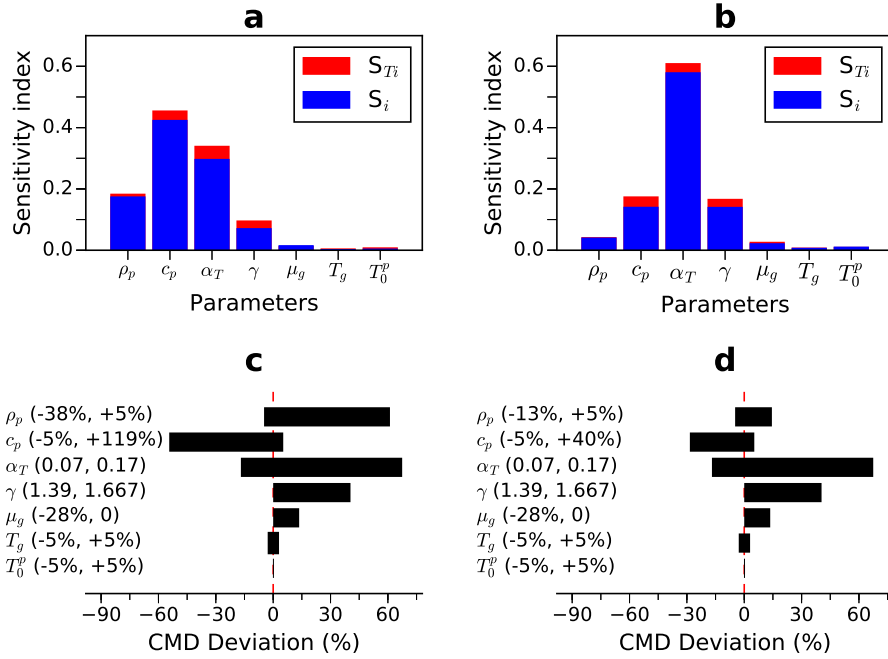 a
Sensitivity index
0.6
0.4
0.2
0.0
S_{Ti}
S_i
ρ_p c_p α_T γ μ_g T_g T_0^p
Parameters
b
Sensitivity index
0.6
0.4
0.2
0.0
S_{Ti}
S_i
ρ_p c_p α_T γ μ_g T_g T_0^p
Parameters
c
ρ_p (-38%, +5%)
c_p (-5%, +119%)
α_T (0.07, 0.17)
γ (1.39, 1.667)
μ_g (-28%, 0)
T_g (-5%, +5%)
T_0^p (-5%, +5%)
−90 −60 −30 0 30 60
CMD Deviation (%)
d
ρ_p (-13%, +5%)
c_p (-5%, +40%)
α_T (0.07, 0.17)
γ (1.39, 1.667)
μ_g (-28%, 0)
T_g (-5%, +5%)
T_0^p (-5%, +5%)
−90 −60 −30 0 30 60
CMD Deviation (%)